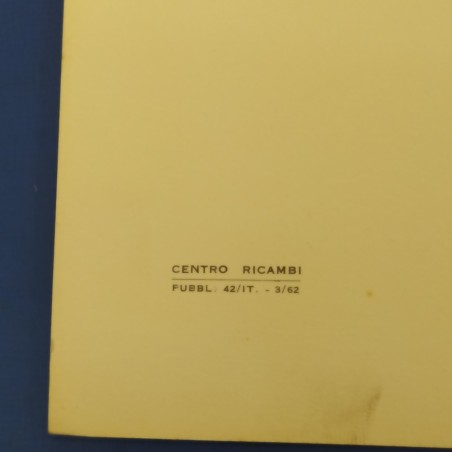 CENTRO RICAMBI
PUBBL. 42/IT. - 3/62